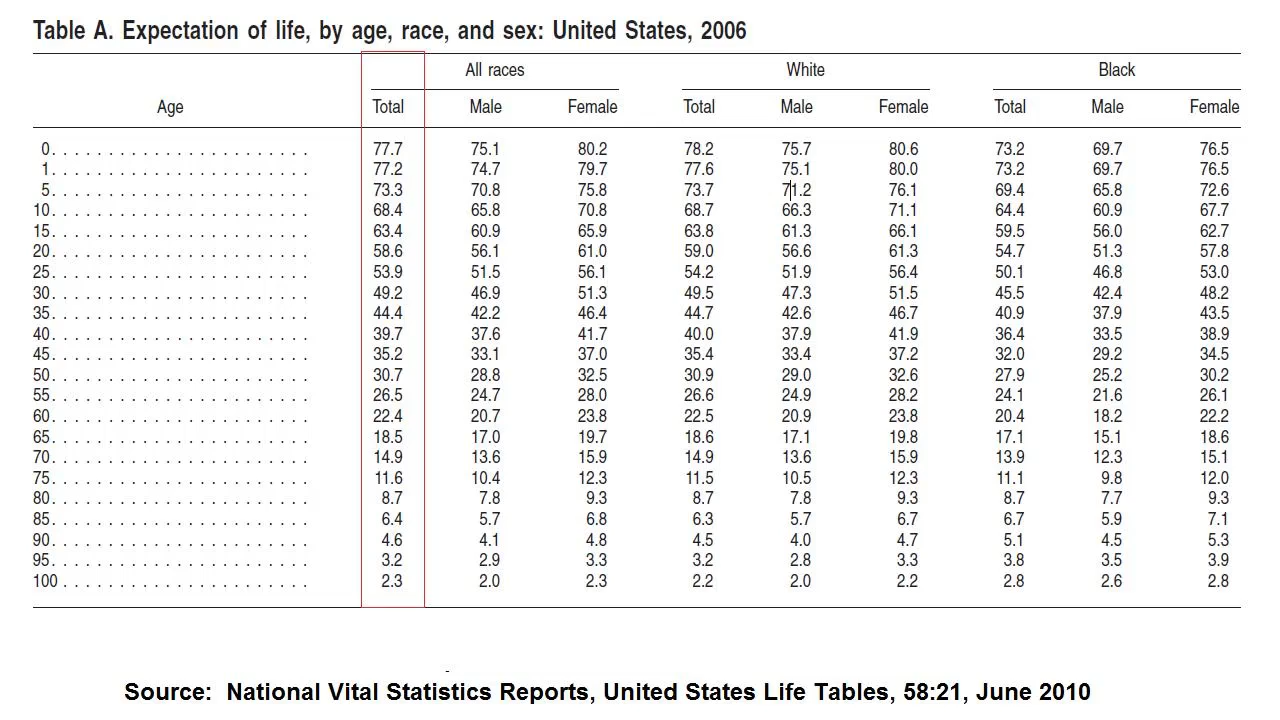 Table A. Expectation of life, by age, race, and sex: United States, 2006
All races White Black
Age Total Male Female Total Male Female Total Male Female
0. . . . . . . . . . . . . . . . . . . . . . . 77.7 75.1 80.2 78.2 75.7 80.6 73.2 69.7 76.5
1. . . . . . . . . . . . . . . . . . . . . . . 77.2 74.7 79.7 77.6 75.1 80.0 73.2 69.7 76.5
5. . . . . . . . . . . . . . . . . . . . . . . 73.3 70.8 75.8 73.7 71.2 76.1 69.4 65.8 72.6
10. . . . . . . . . . . . . . . . . . . . . . . 68.4 65.8 70.8 68.7 66.3 71.1 64.4 60.9 67.7
15. . . . . . . . . . . . . . . . . . . . . . . 63.4 60.9 65.9 63.8 61.3 66.1 59.5 56.0 62.7
20. . . . . . . . . . . . . . . . . . . . . . . 58.6 56.1 61.0 59.0 56.6 61.3 54.7 51.3 57.8
25. . . . . . . . . . . . . . . . . . . . . . . 53.9 51.5 56.1 54.2 51.9 56.4 50.1 46.8 53.0
30. . . . . . . . . . . . . . . . . . . . . . . 49.2 46.9 51.3 49.5 47.3 51.5 45.5 42.4 48.2
35. . . . . . . . . . . . . . . . . . . . . . . 44.4 42.2 46.4 44.7 42.6 46.7 40.9 37.9 43.5
40. . . . . . . . . . . . . . . . . . . . . . . 39.7 37.6 41.7 40.0 37.9 41.9 36.4 33.5 38.9
45. . . . . . . . . . . . . . . . . . . . . . . 35.2 33.1 37.0 35.4 33.4 37.2 32.0 29.2 34.5
50. . . . . . . . . . . . . . . . . . . . . . . 30.7 28.8 32.5 30.9 29.0 32.6 27.9 25.2 30.2
55. . . . . . . . . . . . . . . . . . . . . . . 26.5 24.7 28.0 26.6 24.9 28.2 24.1 21.6 26.1
60. . . . . . . . . . . . . . . . . . . . . . . 22.4 20.7 23.8 22.5 20.9 23.8 20.4 18.2 22.2
65. . . . . . . . . . . . . . . . . . . . . . . 18.5 17.0 19.7 18.6 17.1 19.8 17.1 15.1 18.6
70. . . . . . . . . . . . . . . . . . . . . . . 14.9 13.6 15.9 14.9 13.6 15.9 13.9 12.3 15.1
75. . . . . . . . . . . . . . . . . . . . . . . 11.6 10.4 12.3 11.5 10.5 12.3 11.1 9.8 12.0
80. . . . . . . . . . . . . . . . . . . . . . . 8.7 7.8 9.3 8.7 7.8 9.3 8.7 7.7 9.3
85. . . . . . . . . . . . . . . . . . . . . . . 6.4 5.7 6.8 6.3 5.7 6.7 6.7 5.9 7.1
90. . . . . . . . . . . . . . . . . . . . . . . 4.6 4.1 4.8 4.5 4.0 4.7 5.1 4.5 5.3
95. . . . . . . . . . . . . . . . . . . . . . . 3.2 2.9 3.3 3.2 2.8 3.3 3.8 3.5 3.9
100 . . . . . . . . . . . . . . . . . . . . . . 2.3 2.0 2.3 2.2 2.0 2.2 2.8 2.6 2.8
Source: National Vital Statistics Reports, United States Life Tables, 58:21, June 2010